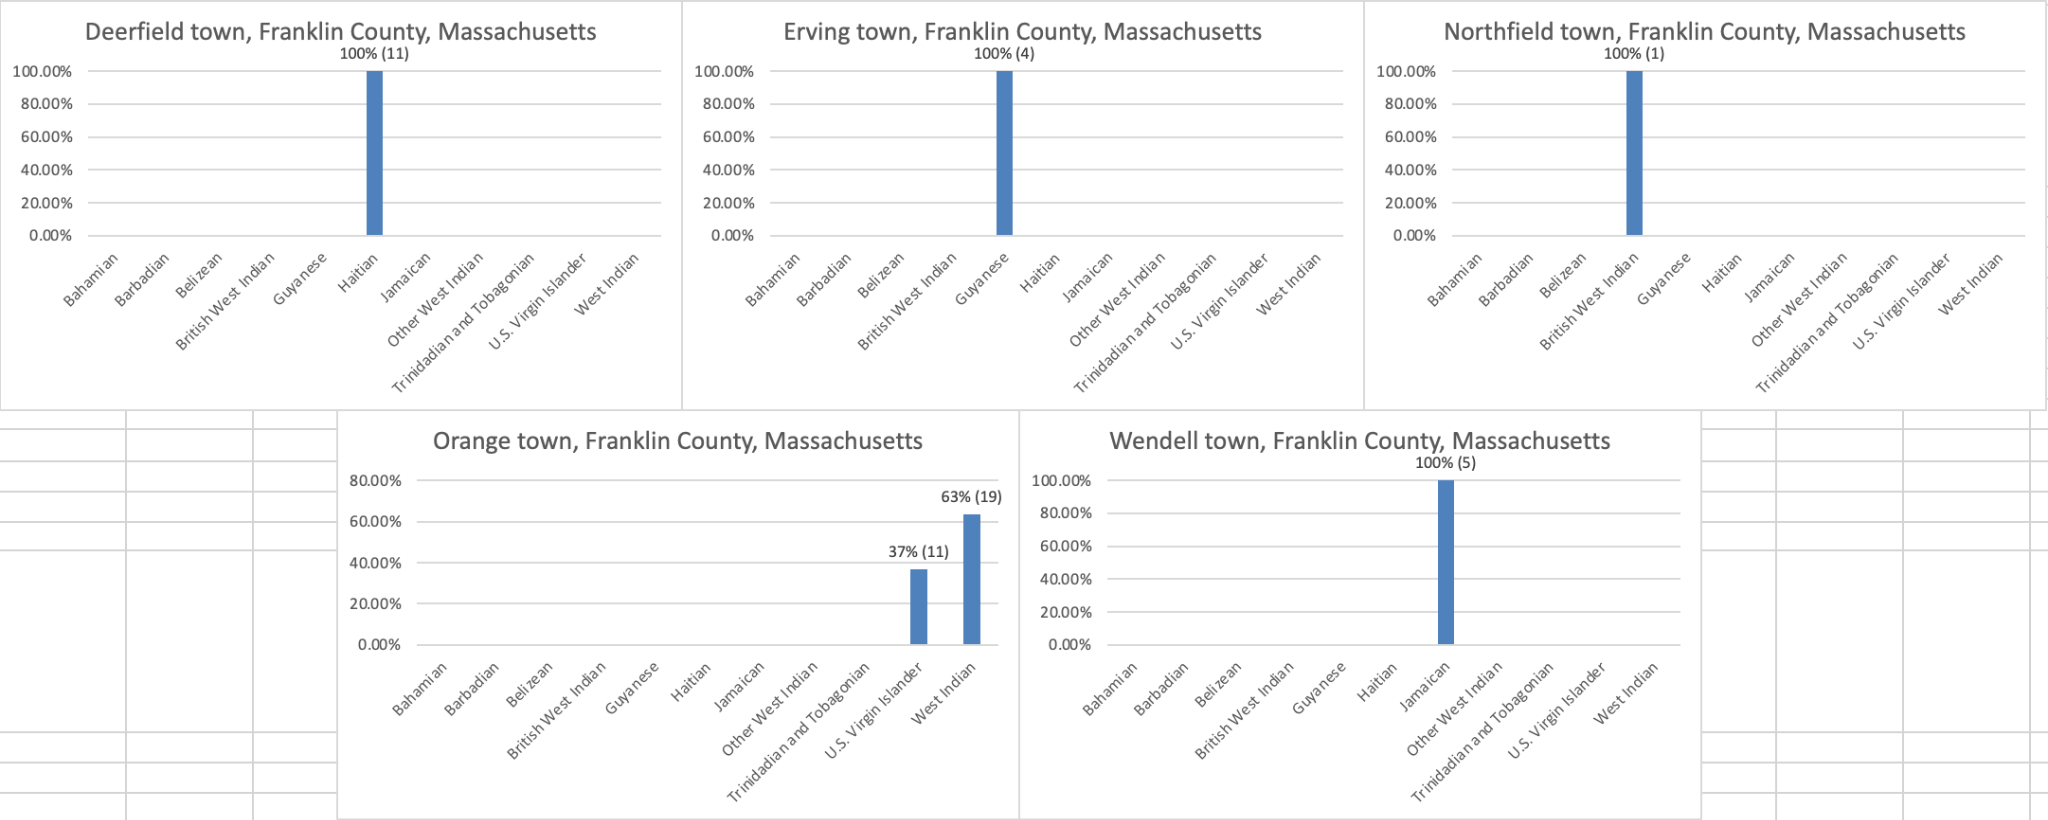 Deerfield town, Franklin County, Massachusetts
100% (11)
100.00%
80.00%
60.00%
40.00%
20.00%
0.00%
Bahamian
Barbadian
Belizean
British West Indian
Guyanese
Haitian
Jamaican
Other West Indian
Trinidadian and Tobagonian
U.S. Virgin Islander
West Indian
Erving town, Franklin County, Massachusetts
100% (4)
100.00%
80.00%
60.00%
40.00%
20.00%
0.00%
Bahamian
Barbadian
Belizean
British West Indian
Guyanese
Haitian
Jamaican
Other West Indian
Trinidadian and Tobagonian
U.S. Virgin Islander
West Indian
Northfield town, Franklin County, Massachusetts
100% (1)
100.00%
80.00%
60.00%
40.00%
20.00%
0.00%
Bahamian
Barbadian
Belizean
British West Indian
Guyanese
Haitian
Jamaican
Other West Indian
Trinidadian and Tobagonian
U.S. Virgin Islander
West Indian
Orange town, Franklin County, Massachusetts
80.00%
63% (19)
60.00%
37% (11)
40.00%
20.00%
0.00%
Bahamian
Barbadian
Belizean
British West Indian
Guyanese
Haitian
Jamaican
Other West Indian
Trinidadian and Tobagonian
U.S. Virgin Islander
West Indian
Wendell town, Franklin County, Massachusetts
100% (5)
100.00%
80.00%
60.00%
40.00%
20.00%
0.00%
Bahamian
Barbadian
Belizean
British West Indian
Guyanese
Haitian
Jamaican
Other West Indian
Trinidadian and Tobagonian
U.S. Virgin Islander
West Indian